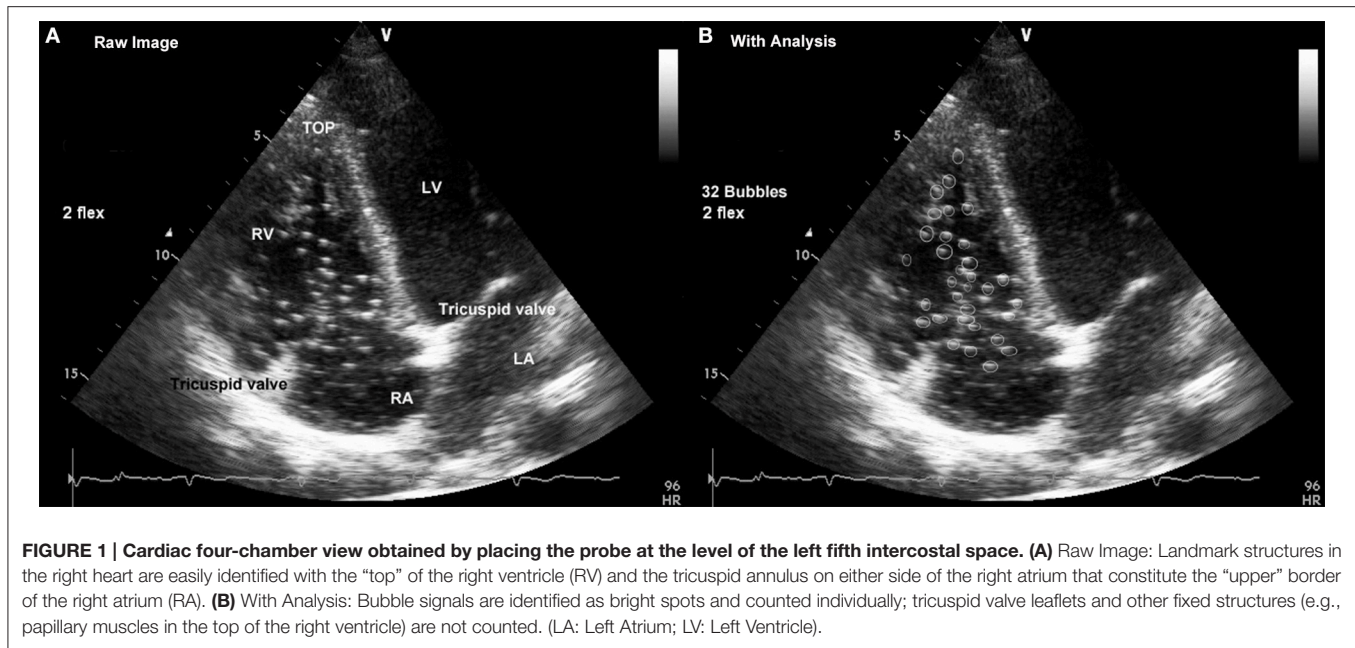 A Raw Image V
TOP
5
LV
2 flex
RV
10
Tricuspid valve
LA
15
Tricuspid valve
RA
96
HR
B With Analysis V
5
32 Bubbles
2 flex
10
15
96
HR
FIGURE 1 | Cardiac four-chamber view obtained by placing the probe at the level of the left fifth intercostal space. (A) Raw Image: Landmark structures in
the right heart are easily identified with the “top” of the right ventricle (RV) and the tricuspid annulus on either side of the right atrium that constitute the “upper” border
of the right atrium (RA). (B) With Analysis: Bubble signals are identified as bright spots and counted individually; tricuspid valve leaflets and other fixed structures (e.g.,
papillary muscles in the top of the right ventricle) are not counted. (LA: Left Atrium; LV: Left Ventricle).